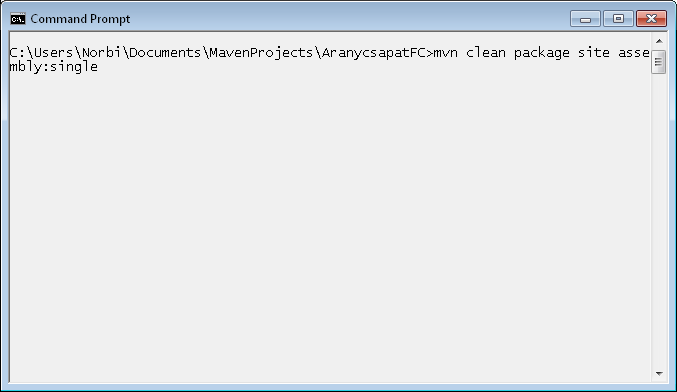 Command Prompt
C:\Users\Norbi\Documents\MavenProjects\AranycsapatFC>mvn clean package site asse
mbly:single